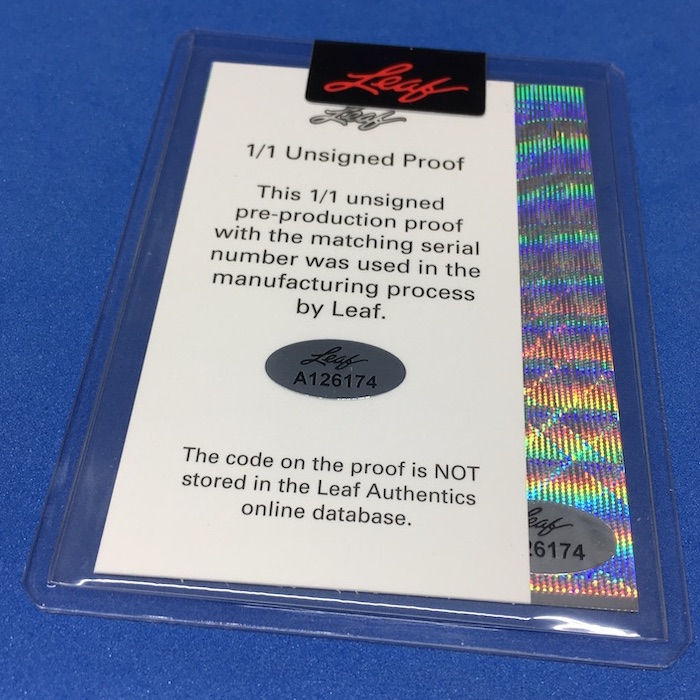 Leaf
Leaf
1/1 Unsigned Proof
This 1/1 unsigned
pre-production proof
with the matching serial
number was used in the
manufacturing process
by Leaf.
Leaf
A126174
The code on the proof is NOT
stored in the Leaf Authentics
online database.
eaf
26174